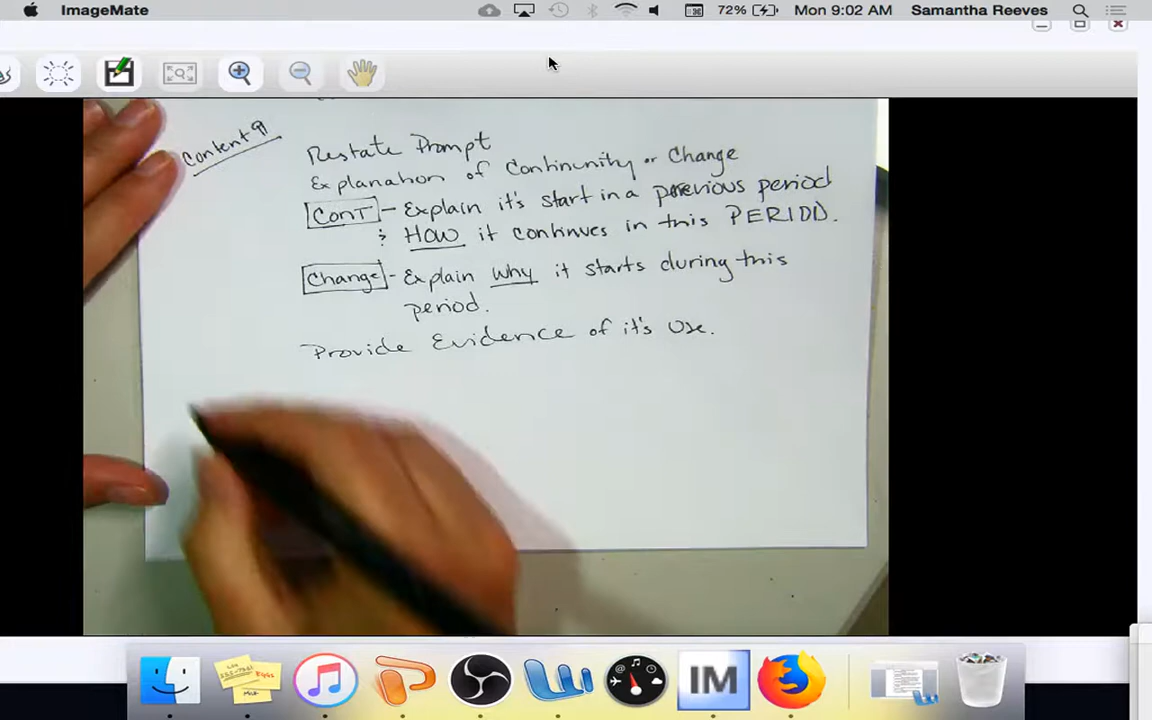 ImageMate
72%
Mon 9:02 AM
Samantha Reeves
Content ¶
Restate Prompt
Explanation of Continunity or Change
Cont - Explain it's start in a previous period
& HOW it continues in this PERIOD.
Change - Explain why it starts during this
period.
Provide Evidence of it's Use.
IM